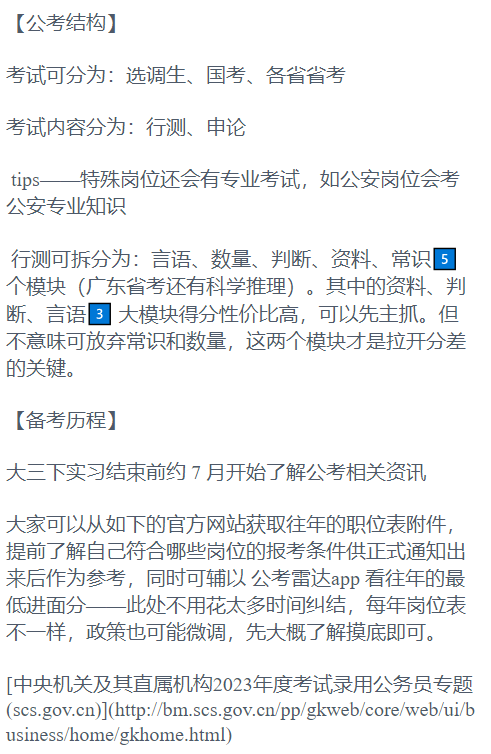 【公考结构】
考试可分为：选调生、国考、各省省考
考试内容分为：行测、申论
tips——特殊岗位还会有专业考试，如公安岗位会考
公安专业知识
行测可拆分为：言语、数量、判断、资料、常识5
个模块（广东省考还有科学推理）。其中的资料、判
断、言语3 大模块得分性价比高，可以先主抓。但
不意味可放弃常识和数量，这两个模块才是拉开分差
的关键。
【备考历程】
大三下实习结束前约 7 月开始了解公考相关资讯
大家可以从如下的官方网站获取往年的职位表附件，
提前了解自己符合哪些岗位的报考条件供正式通知出
来后作为参考，同时可辅以 公考雷达app 看往年的最
低进面分——此处不用花太多时间纠结，每年岗位表
不一样，政策也可能微调，先大概了解摸底即可。
[中央机关及其直属机构2023年度考试录用公务员专题
(scs.gov.cn)](http://bm.scs.gov.cn/pp/gkweb/core/web/ui/b
usiness/home/gkhome.html)